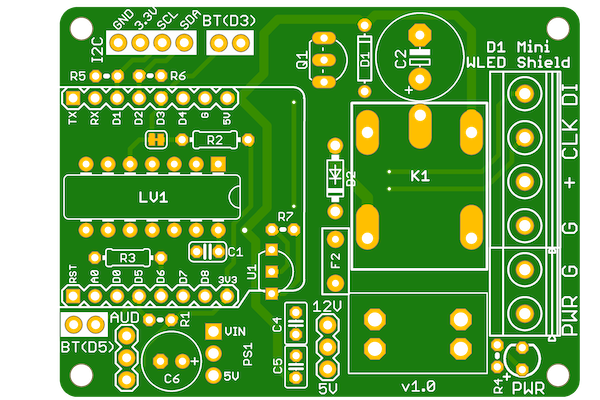 GND
3.3V
SCL
SDA
I2C
BT(D3)
D1 Mini
WLED Shield
Q1
D1
C2
+
R5
R6
TX
RX
D1
D2
D3
D4
G
5V
R2
DI
CLK
+
G
G
PWR
K1
D2
LV1
R7
C1
U1
R3
F2
RST
A0
D0
D5
D6
D7
D8
3V3
AUD
R1
BT(D5)
VIN
PS1
5V
C6
+
C4
C5
12V
5V
v1.0
R4
+
PWR